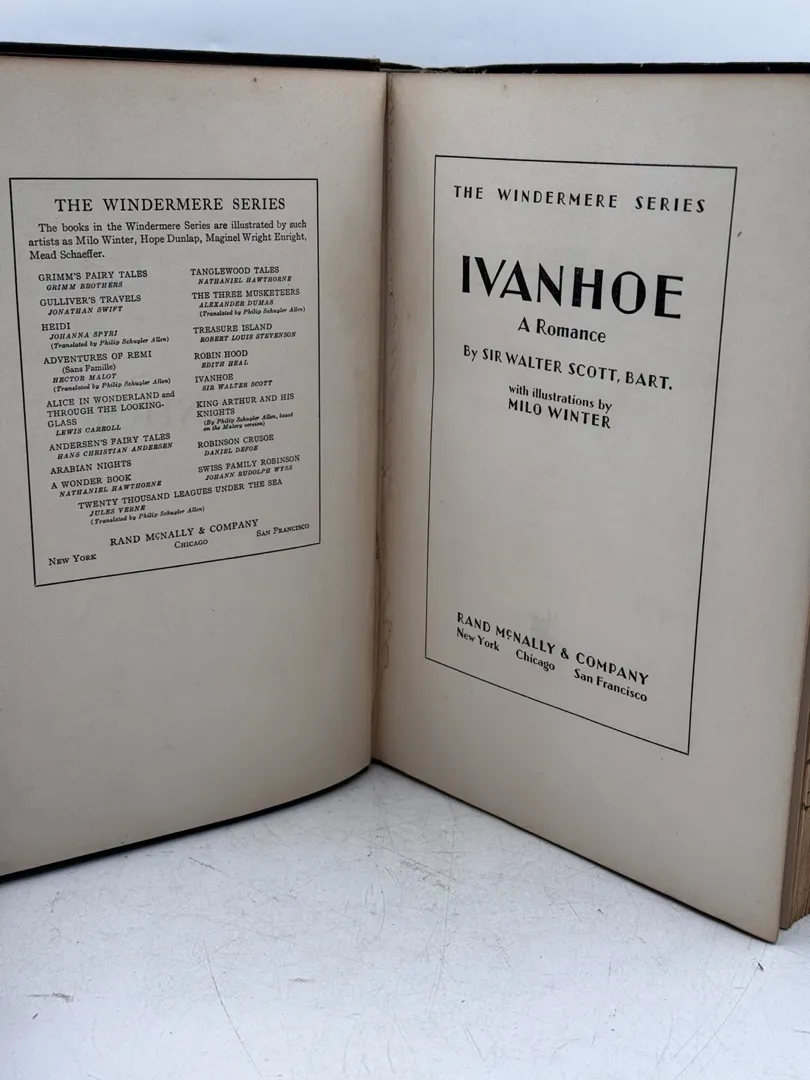 THE WINDERMERE SERIES
The books in the Windermere Series are illustrated by such
artists as Milo Winter, Hope Dunlap, Maginel Wright Enright,
Mead Schaeffer.
GRIMM'S FAIRY TALES
GRIMM BROTHERS
GULLIVER'S TRAVELS
JONATHAN SWIFT
HEIDI
JOHANNA SPYRI
(Translated by Philip Schuyler Allen)
ADVENTURES OF REMI
(Sans Famille)
HECTOR MALOT
(Translated by Philip Schuyler Allen)
ALICE IN WONDERLAND and
THROUGH THE LOOKING-
GLASS
LEWIS CARROLL
ANDERSEN'S FAIRY TALES
HANS CHRISTIAN ANDERSEN
ARABIAN NIGHTS
A WONDER BOOK
NATHANIEL HAWTHORNE
TANGLEWOOD TALES
NATHANIEL HAWTHORNE
THE THREE MUSKETEERS
ALEXANDER DUMAS
(Translated by Philip Schuyler Allen)
TREASURE ISLAND
ROBERT LOUIS STEVENSON
ROBIN HOOD
EDITH HEAL
IVANHOE
SIR WALTER SCOTT
KING ARTHUR AND HIS
KNIGHTS
(By Philip Schuyler Allen, based
on the Malory version)
ROBINSON CRUSOE
DANIEL DEFOE
SWISS FAMILY ROBINSON
JOHANN RUDOLPH WYSS
TWENTY THOUSAND LEAGUES UNDER THE SEA
JULES VERNE
(Translated by Philip Schuyler Allen)
RAND McNALLY & COMPANY
New York Chicago San Francisco
THE WINDERMERE SERIES
IVANHOE
A Romance
By SIR WALTER SCOTT, BART.
with illustrations by
MILO WINTER
RAND McNALLY & COMPANY
New York Chicago San Francisco